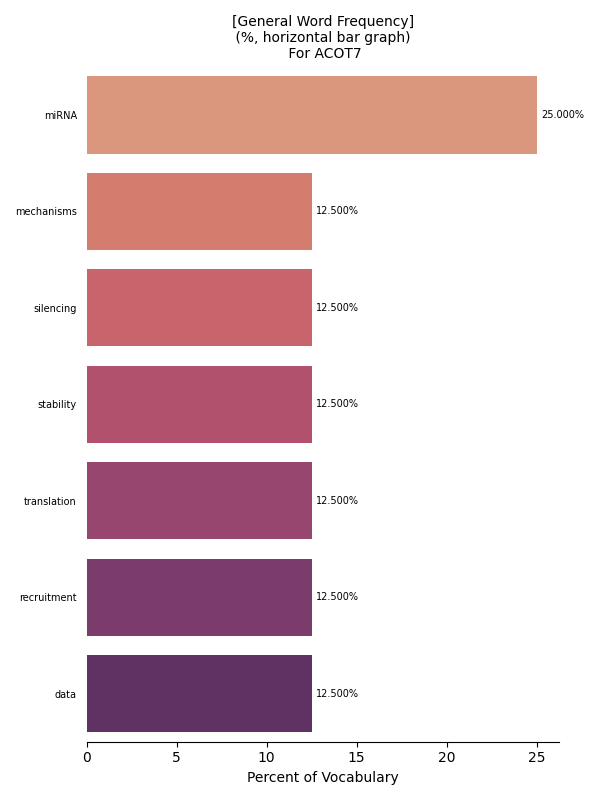 [General Word Frequency]
(%, horizontal bar graph)
For ACOT7
miRNA 25.000%
mechanisms 12.500%
silencing 12.500%
stability 12.500%
translation 12.500%
recruitment 12.500%
data 12.500%
0 5 10 15 20 25
Percent of Vocabulary